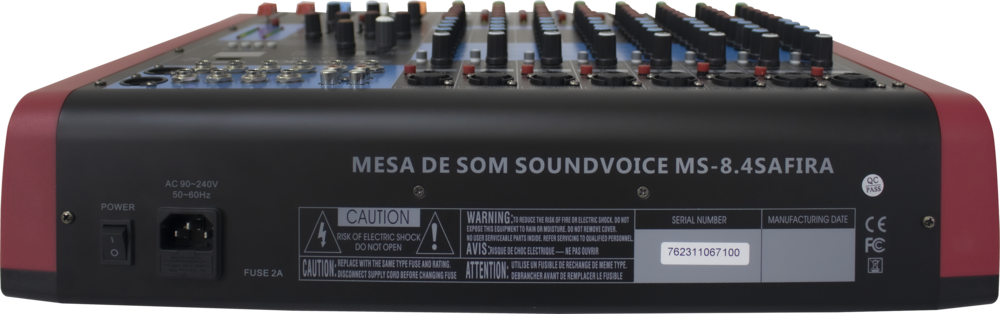 MESA DE SOM SOUNDVOICE MS-8.4SAFIRA
QC
PASS
AC 90~240V
50~60Hz
POWER
I
O
FUSE 2A
CAUTION
RISK OF ELECTRIC SHOCK
DO NOT OPEN
WARNING: TO REDUCE THE RISK OF FIRE OR ELECTRIC SHOCK. DO NOT
EXPOSE THIS EQUIPMENT TO RAIN OR MOISTURE. DO NOT REMOVE COVER.
NO USER SERVICEABLE PARTS INSIDE. REFER SERVICING TO QUALIFIED PERSONNEL.
AVIS: RISQUE DE CHOC ELECTRIQUE — NE PAS OUVRIR
CAUTION: REPLACE WITH THE SAME TYPE FUSE AND RATING.
DISCONNECT SUPPLY CORD BEFORE CHANGING FUSE
ATTENTION: UTILISE UN FUSIBLE DE RECHANGE DE MEME TYPE.
DEBRANCHER AVANT DE REMPLACER LE FUSIBLE
SERIAL NUMBER
762311067100
MANUFACTURING DATE
CE
FC